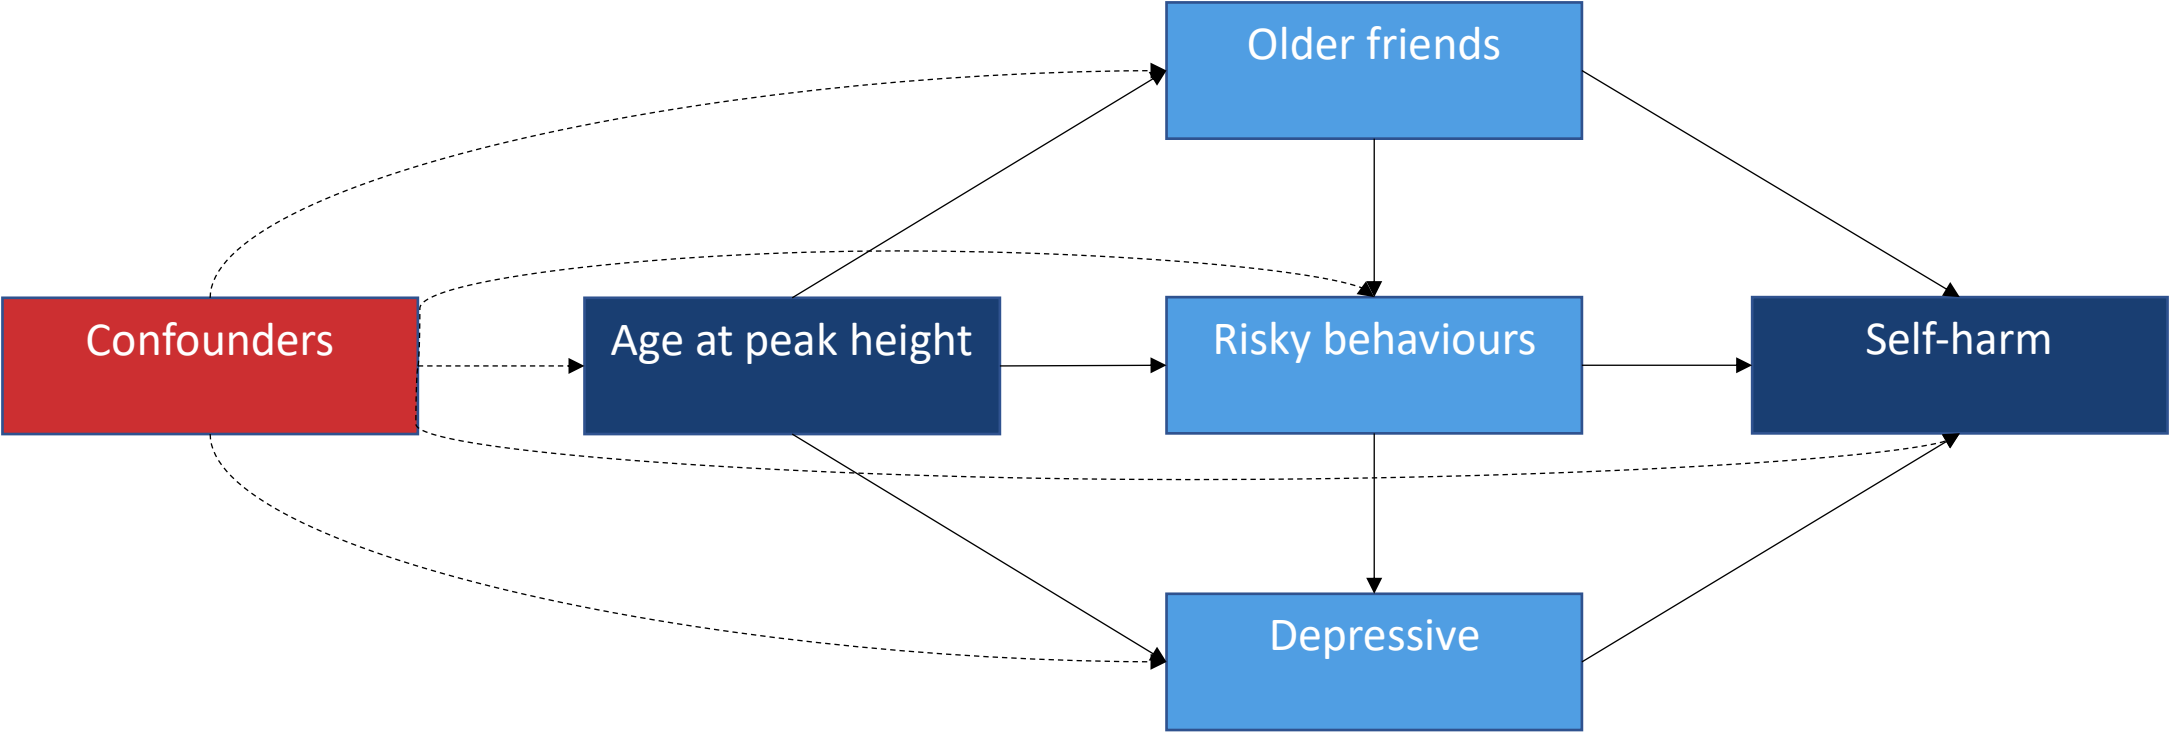 Older friends
Confounders
Age at peak height
Risky behaviours
Self-harm
Depressive